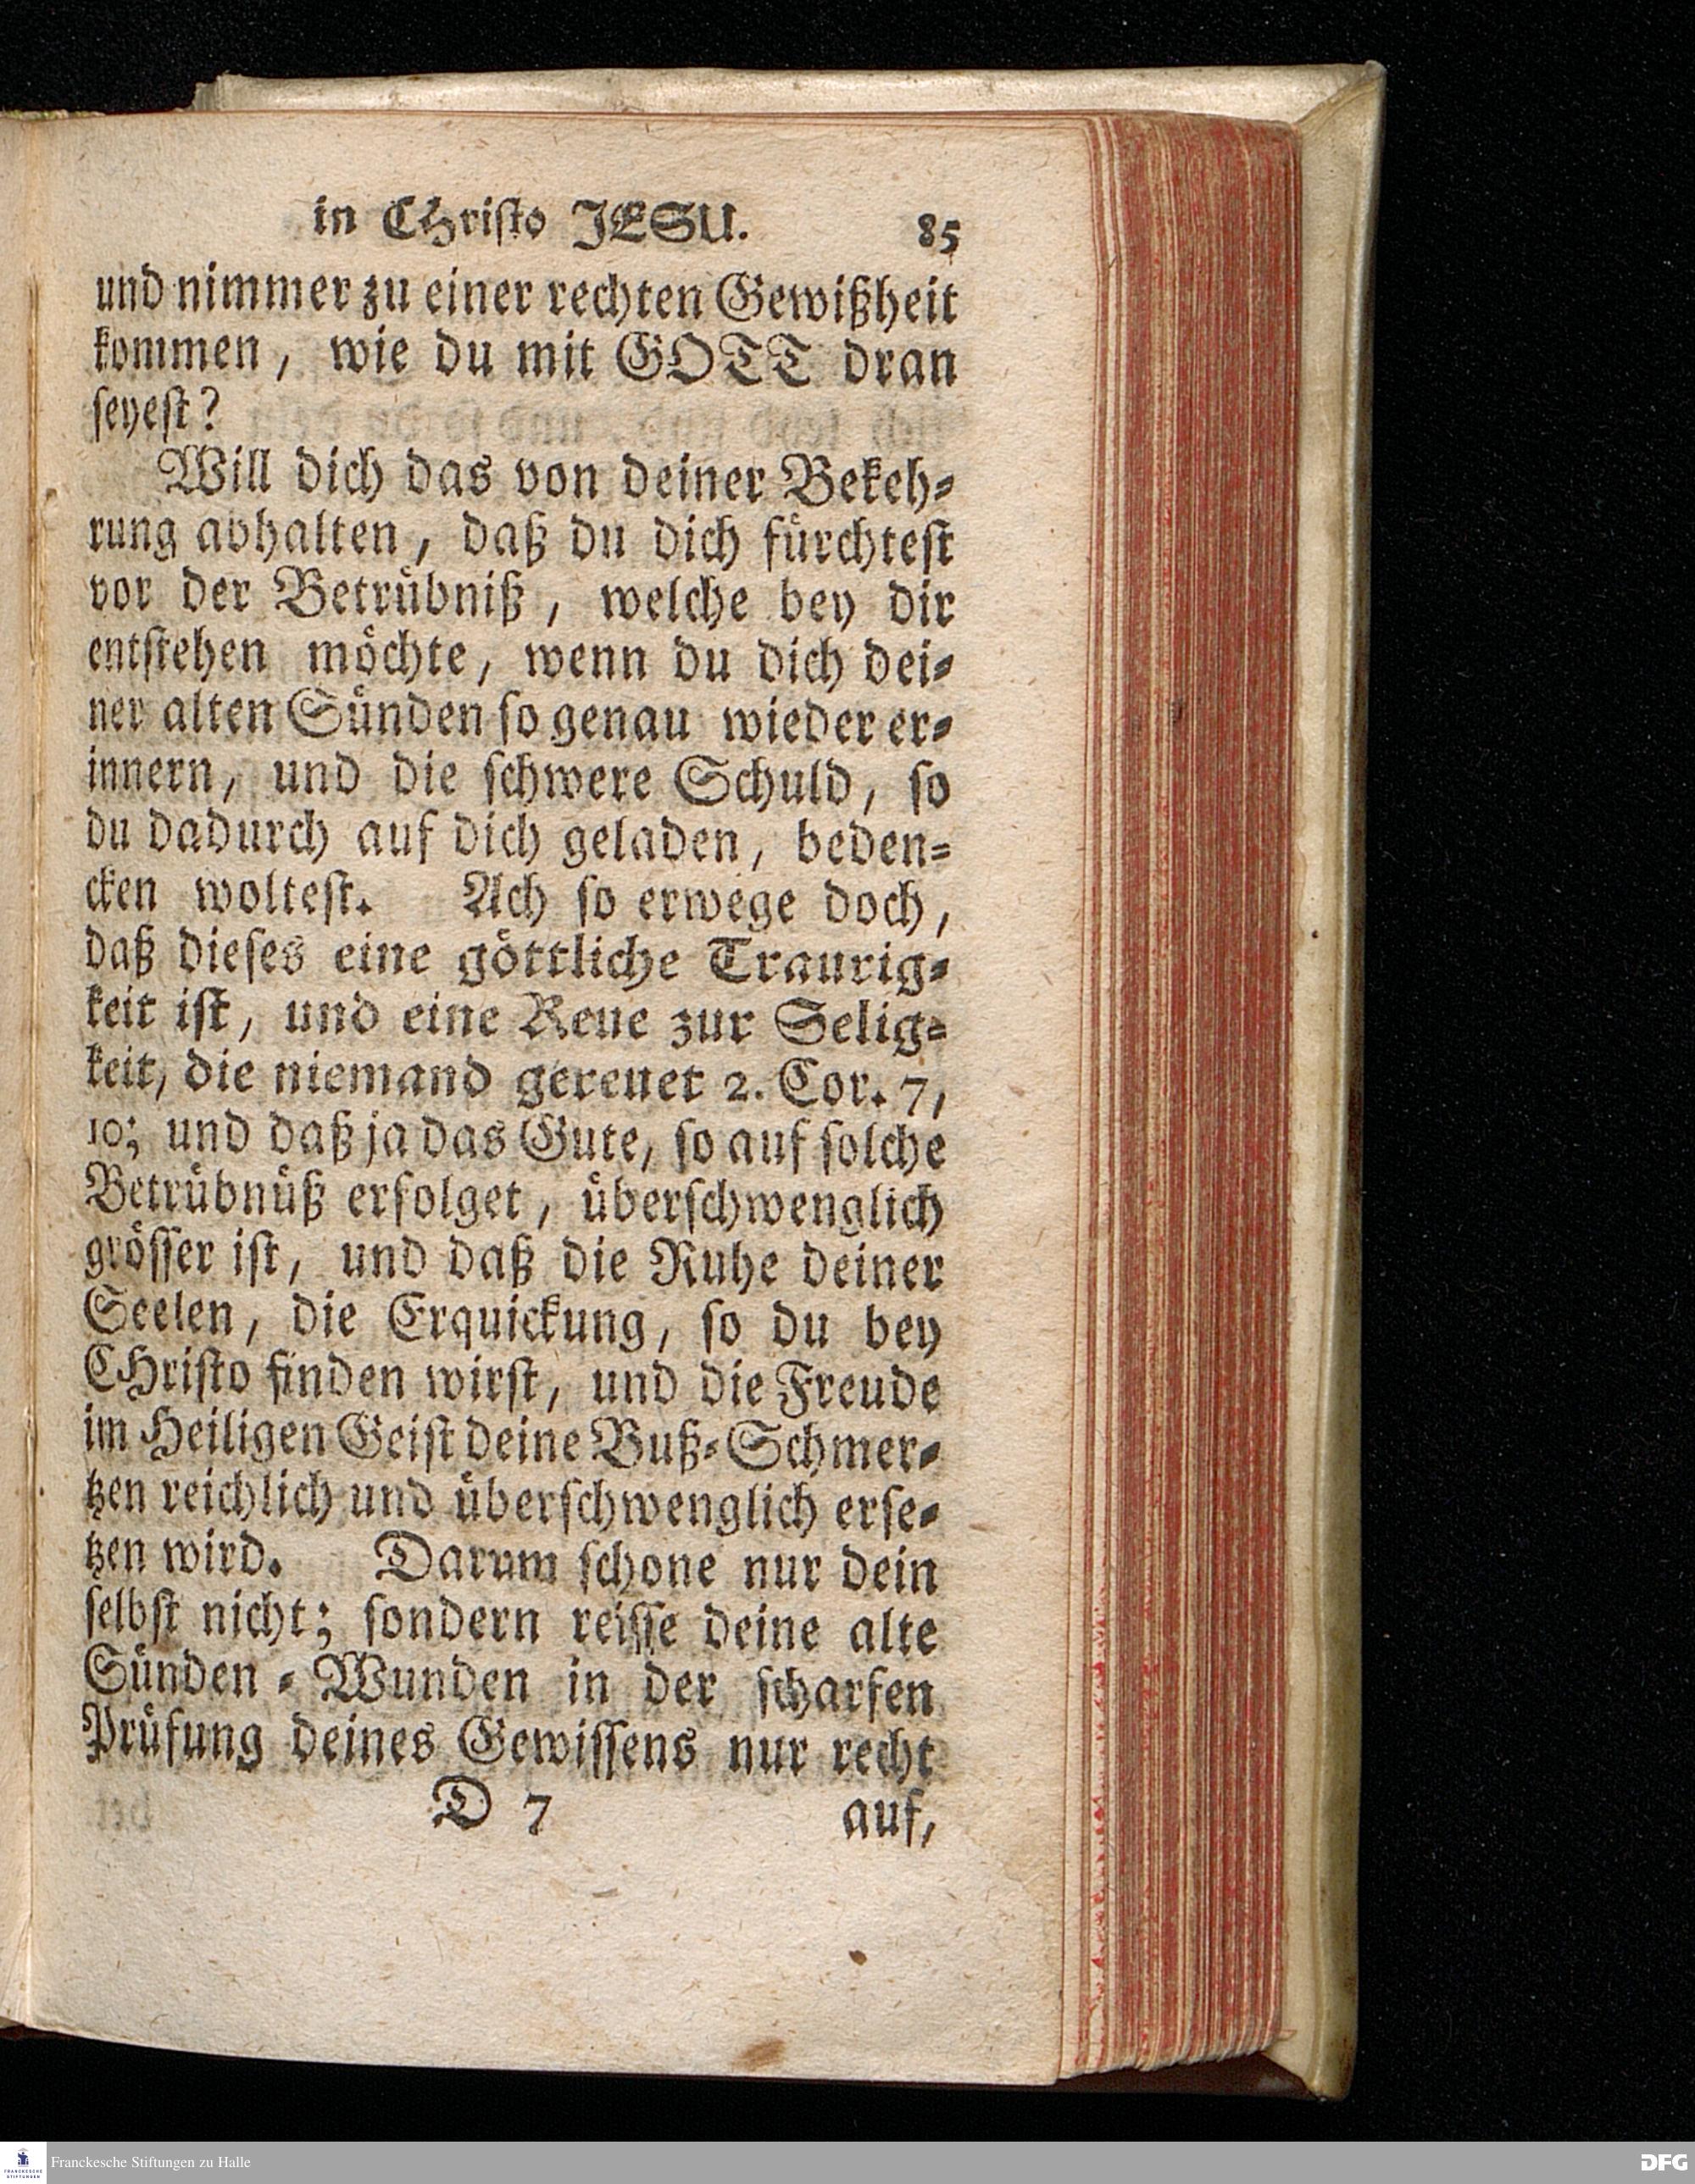 in CHristo JESU. 85
und nimmer zu einer rechten Gewißheit
kommen, wie du mit GOTT dran
seyest?
Will dich das von deiner Bekeh-
rung abhalten, daß du dich fürchtest
vor der Betrübniß, welche bey dir
entstehen möchte, wenn du dich dei-
ner alten Sünden so genau wieder er-
innern, und die schwere Schuld, so
du dadurch auf dich geladen, beden-
cken woltest. Ach so erwege doch,
daß dieses eine göttliche Traurig-
keit ist, und eine Reue zur Selig-
keit, die niemand gereuet 2. Cor. 7,
10; und daß ja das Gute, so auf solche
Betrübnüß erfolget, überschwenglich
grösser ist, und daß die Ruhe deiner
Seelen, die Erquickung, so du bey
CHristo finden wirst, und die Freude
im Heiligen Geist deine Buß-Schmer-
tzen reichlich und überschwenglich erse-
tzen wird. Darum schone nur dein
selbst nicht; sondern reisse deine alte
Sünden-Wunden in der scharfen
Prüfung deines Gewissens nur recht
D 7 auf,
FRANCKESCHE STIFTUNGEN
Franckesche Stiftungen zu Halle
DFG